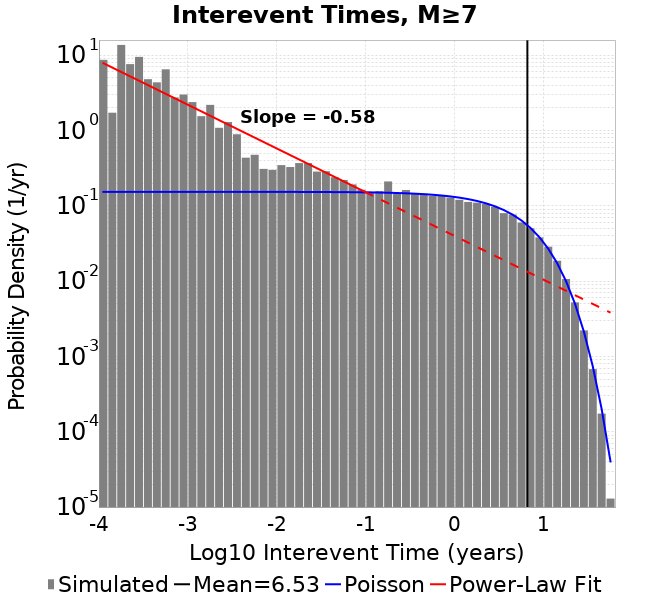 Interevent Times, M≥7
Probability Density (1/yr)
10^1
10^0
10^-1
10^-2
10^-3
10^-4
10^-5
Slope = -0.58
-4 -3 -2 -1 0 1
Log10 Interevent Time (years)
Simulated Mean=6.53 Poisson Power-Law Fit